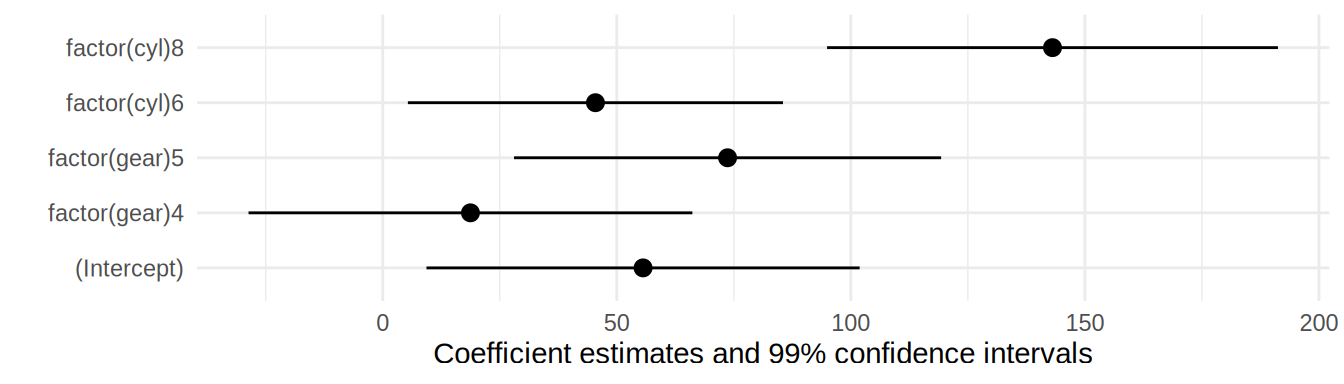 factor(cyl)8
factor(cyl)6
factor(gear)5
factor(gear)4
(Intercept)
0 50 100 150 200
Coefficient estimates and 99% confidence intervals